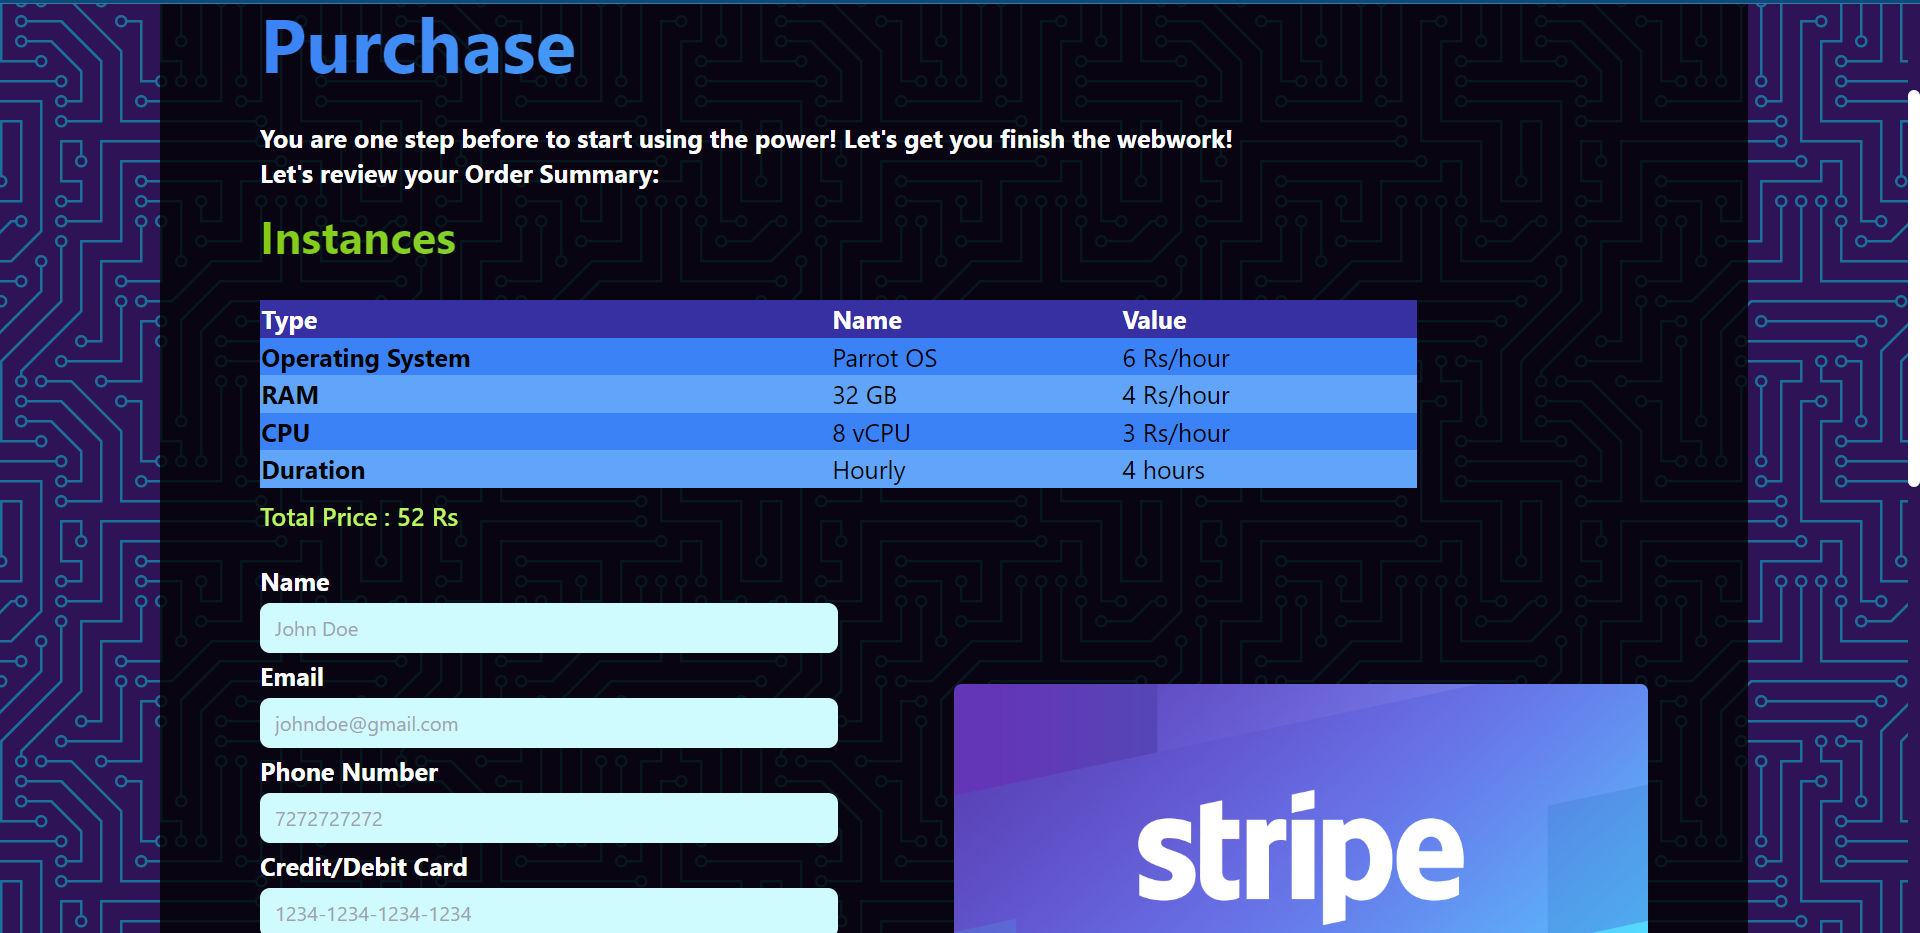 Purchase
You are one step before to start using the power! Let's get you finish the webwork!
Let's review your Order Summary:
Instances
Type Name Value
Operating System Parrot OS 6 Rs/hour
RAM 32 GB 4 Rs/hour
CPU 8 vCPU 3 Rs/hour
Duration Hourly 4 hours
Total Price : 52 Rs
Name
John Doe
Email
johndoe@gmail.com
Phone Number
7272727272
Credit/Debit Card
1234-1234-1234-1234
stripe